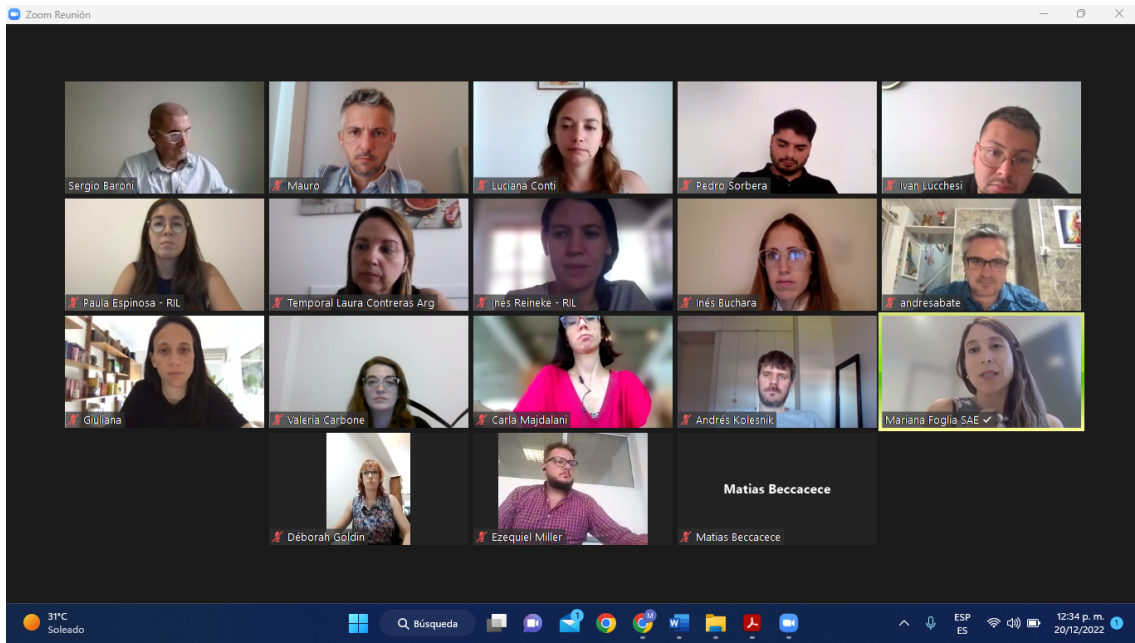 Zoom Reunión
Sergio Baroni
Mauro
Luciana Conti
Pedro Sorbera
Ivan Lucchesi
Paula Espinosa - RIL
Temporal Laura Contreras Arg
Inés Reineke - RIL
Inés Buchara
andresabate
Giuliana
Valeria Carbone
Carla Majdalani
Andrés Kolesnik
Mariana Foglia SAE
Matias Beccacece
Déborah Goldin
Ezequiel Miller
Matias Beccacece
31°C
Soleado
Búsqueda
1
M
W
ESP
ES
12:34 p. m.
20/12/2022
1